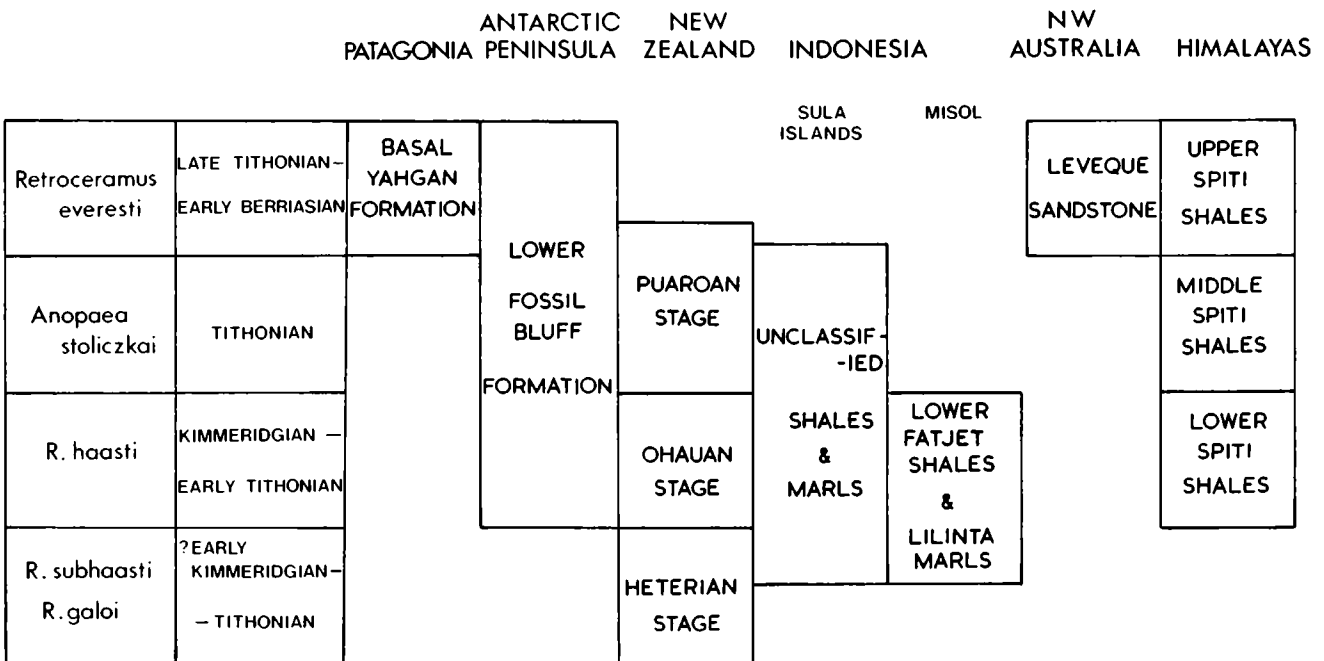 ANTARCTIC
NEW
NW
PATAGONIA PENINSULA ZEALAND INDONESIA AUSTRALIA HIMALAYAS
SULA
ISLANDS
MISOL
Retroceramus
everesti
LATE TITHONIAN–
EARLY BERRIASIAN
BASAL
YAHGAN
FORMATION
LOWER
FOSSIL
BLUFF
FORMATION
PUAROAN
STAGE
UNCLASSIF-
-IED
SHALES
&
MARLS
LEVEQUE
SANDSTONE
UPPER
SPITI
SHALES
Anopaea
stoliczkai
TITHONIAN
MIDDLE
SPITI
SHALES
R. haasti
KIMMERIDGIAN –
EARLY TITHONIAN
OHAUAN
STAGE
LOWER
FATJET
SHALES
&
LILINTA
MARLS
LOWER
SPITI
SHALES
R. subhaasti
R. galoi
?EARLY
KIMMERIDGIAN–
– TITHONIAN
HETERIAN
STAGE